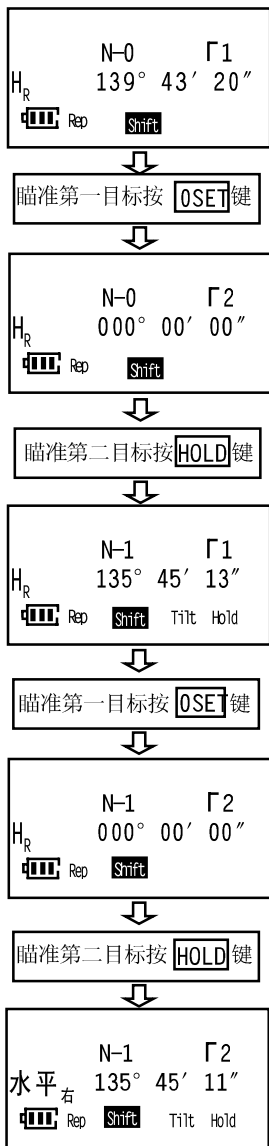 N-0 Γ1
HR 139° 43′ 20″
Rep Shift
瞄准第一目标按 0SET 键
N-0 Γ2
HR 000° 00′ 00″
Rep Shift
瞄准第二目标按 HOLD 键
N-1 Γ1
HR 135° 45′ 13″
Rep Shift Tilt Hold
瞄准第一目标按 0SET 键
N-1 Γ2
HR 000° 00′ 00″
Rep Shift
瞄准第二目标按 HOLD 键
N-1 Γ2
水平右 135° 45′ 11″
Rep Shift Tilt Hold